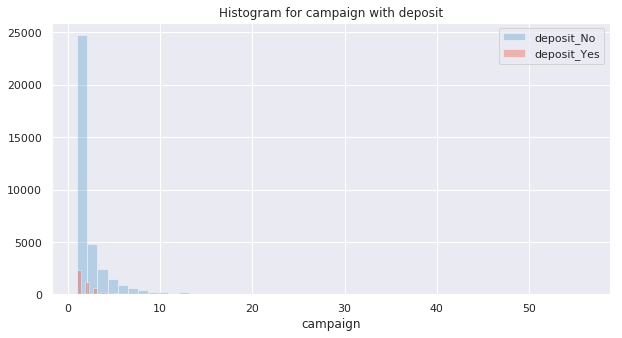 Histogram for campaign with deposit
deposit_No
deposit_Yes
25000
20000
15000
10000
5000
0
0 10 20 30 40 50
campaign